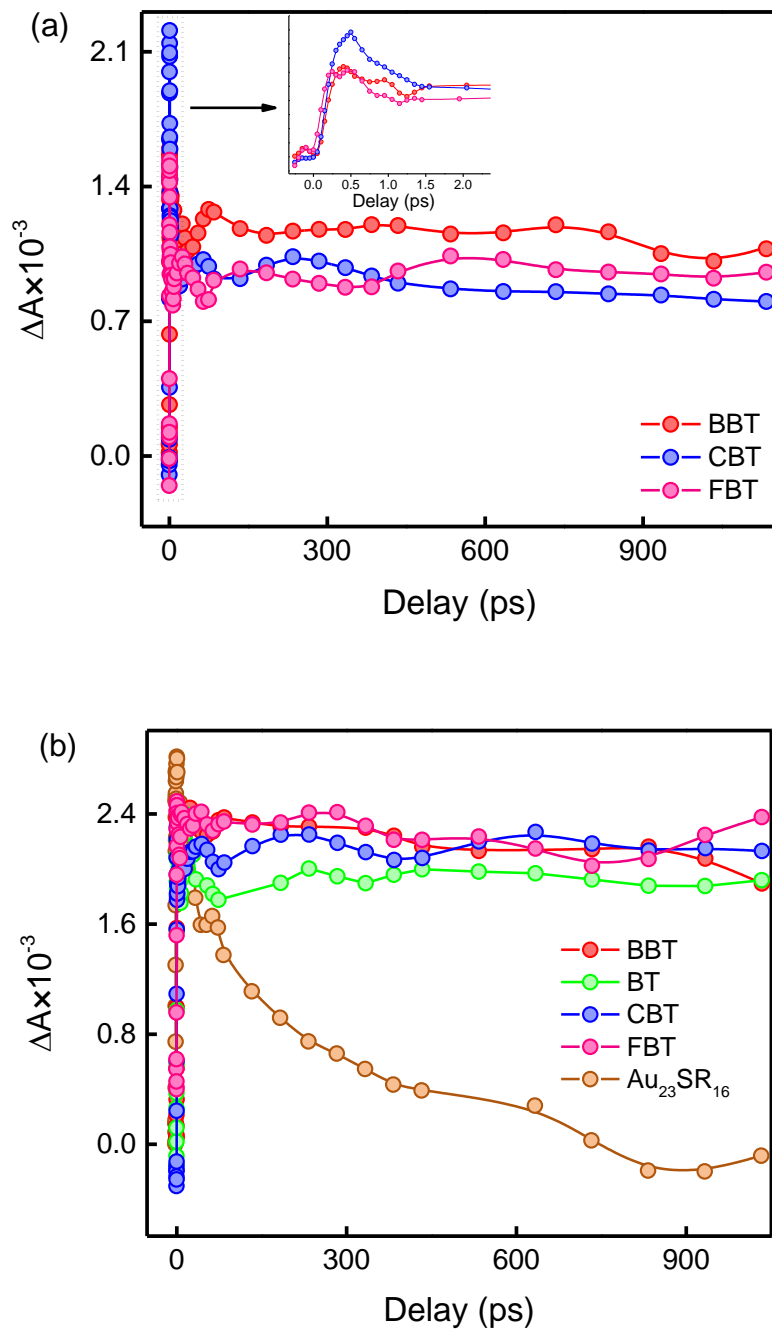 (a)
2.1
1.4
0.7
0.0
ΔA×10⁻³
0.0 0.5 1.0 1.5 2.0
Delay (ps)
BBT
CBT
FBT
0 300 600 900
Delay (ps)
(b)
2.4
1.6
0.8
0.0
ΔA×10⁻³
BBT
BT
CBT
FBT
Au₂₃SR₁₆
0 300 600 900
Delay (ps)